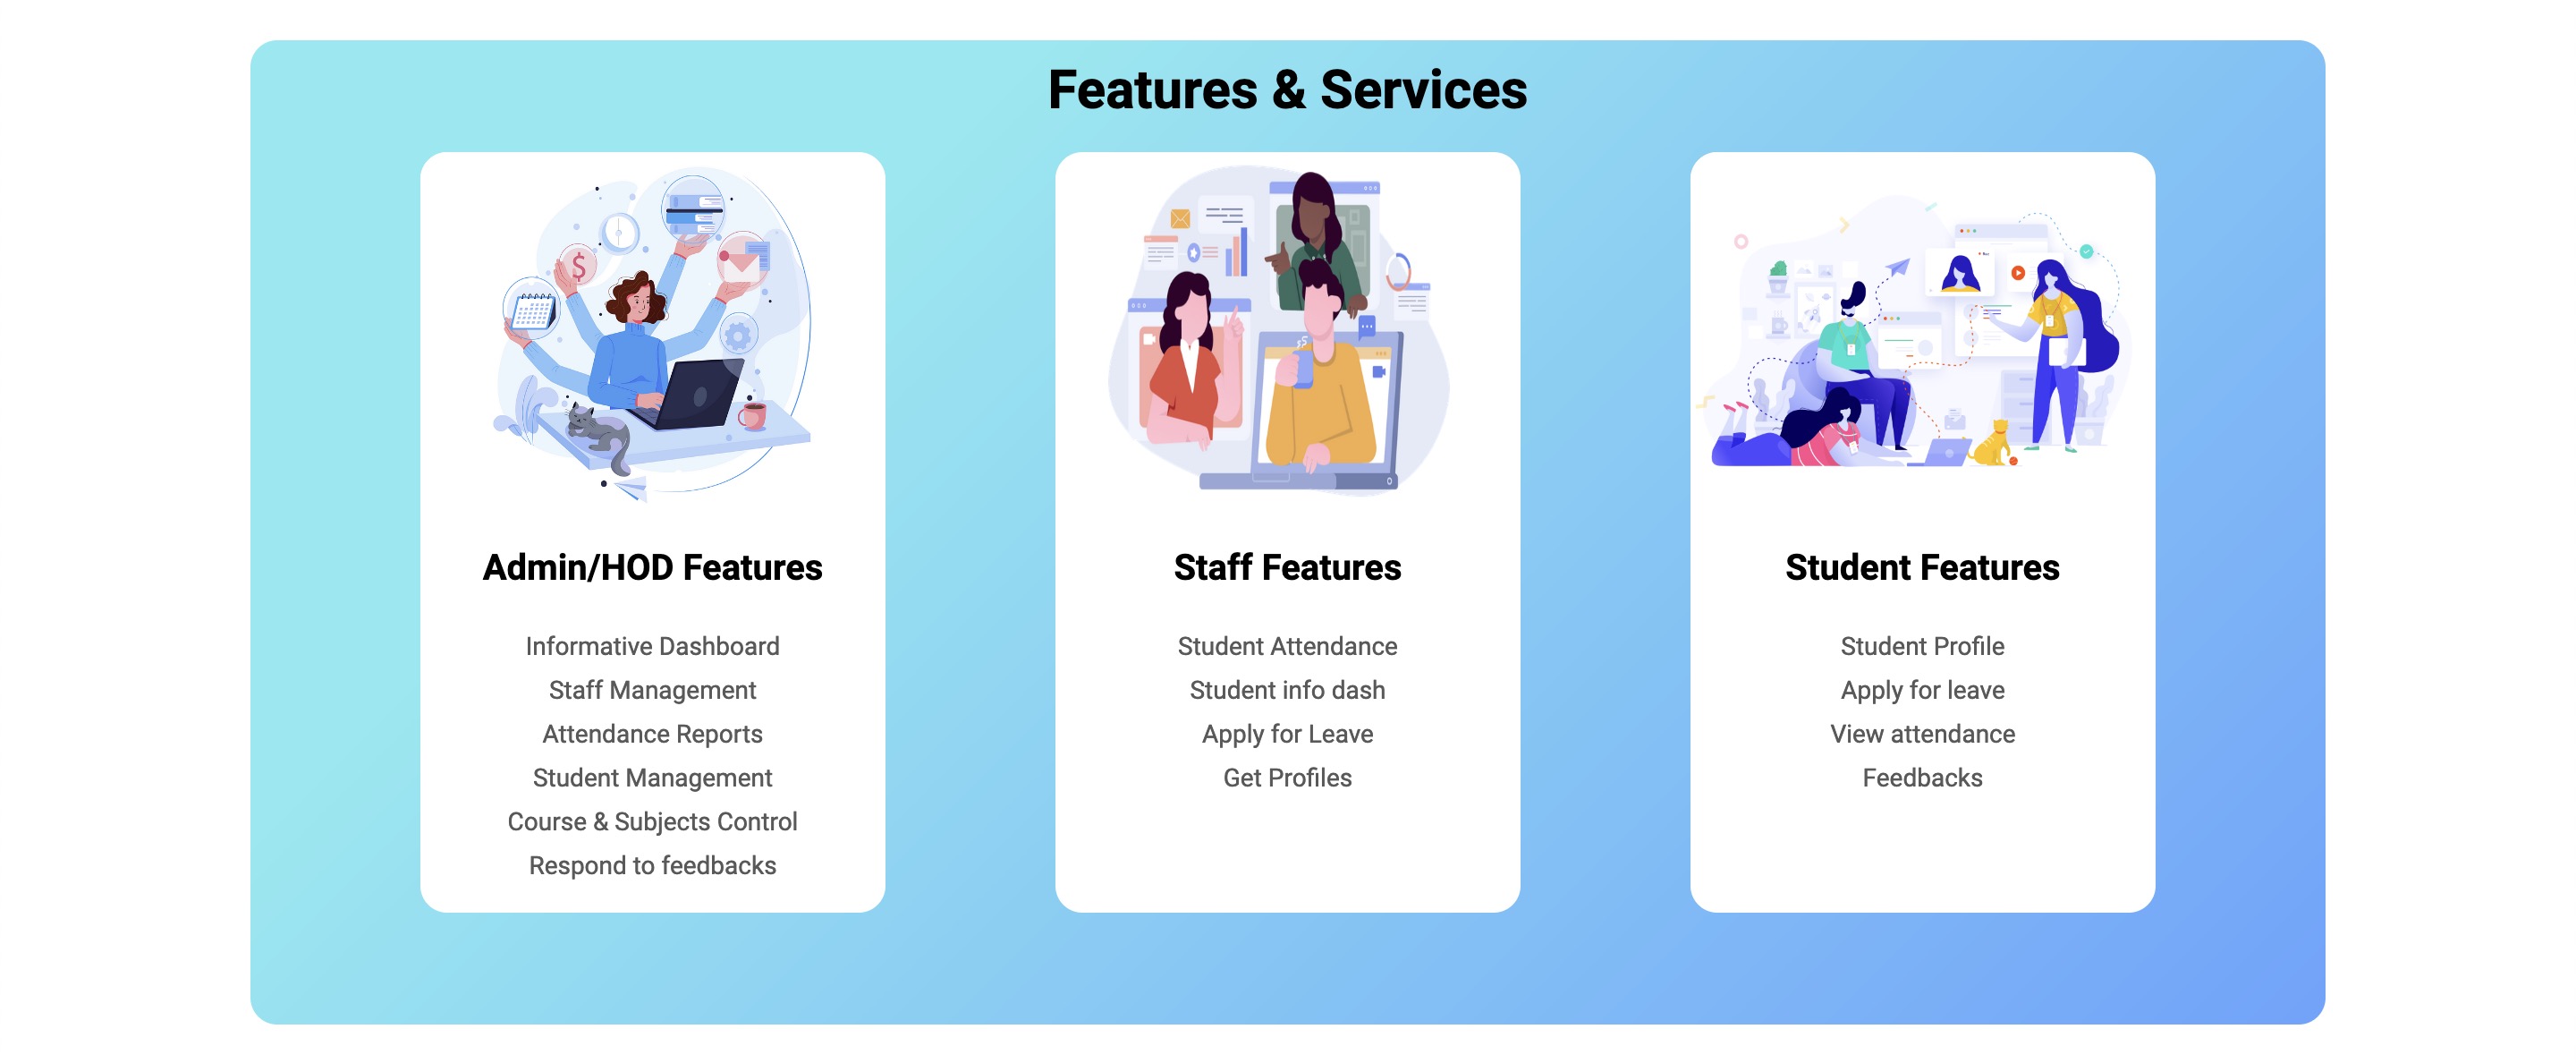 Features & Services
Admin/HOD Features
Informative Dashboard
Staff Management
Attendance Reports
Student Management
Course & Subjects Control
Respond to feedbacks
Staff Features
Student Attendance
Student info dash
Apply for Leave
Get Profiles
Student Features
Student Profile
Apply for leave
View attendance
Feedbacks